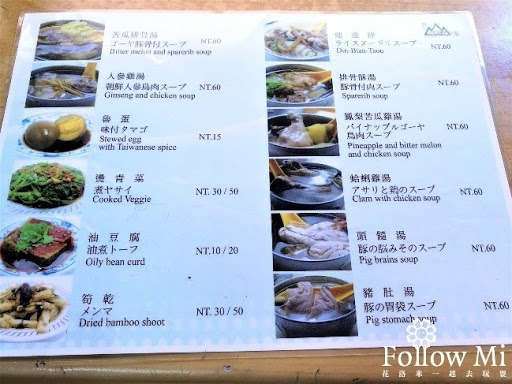 苦瓜排骨湯
ゴーヤ豚骨付スープ NT.60
Bitter melon and sparerib soup
人參雞湯
朝鮮人參鳥肉スープ NT.60
Ginseng and chicken soup
魯蛋
味付タマゴ NT.15
Stewed egg
with Taiwanese spice
燙青菜
煮ヤサイ NT. 30 / 50
Cooked Veggie
油豆腐
油煮トーフ NT.10 / 20
Oily bean curd
筍乾
メンマ NT. 30 / 50
Dried bamboo shoot
ライスヌードルスープ NT.60
Din-Bian-Tsou
排骨酥湯
豚骨付肉スープ NT.60
Sparerib soup
鳳梨苦瓜雞湯
パイナップルゴーヤ NT.60
鳥肉スープ
Pineapple and bitter melon
and chicken soup
蛤蜊雞湯
アサリと鶏のスープ NT.60
Clam with chicken soup
頭髓湯
豚の脳みそのスープ NT.60
Pig brains soup
豬肚湯
豚の胃袋スープ NT.60
Pig stomach soup
Follow Mi
花路米一起去玩耍